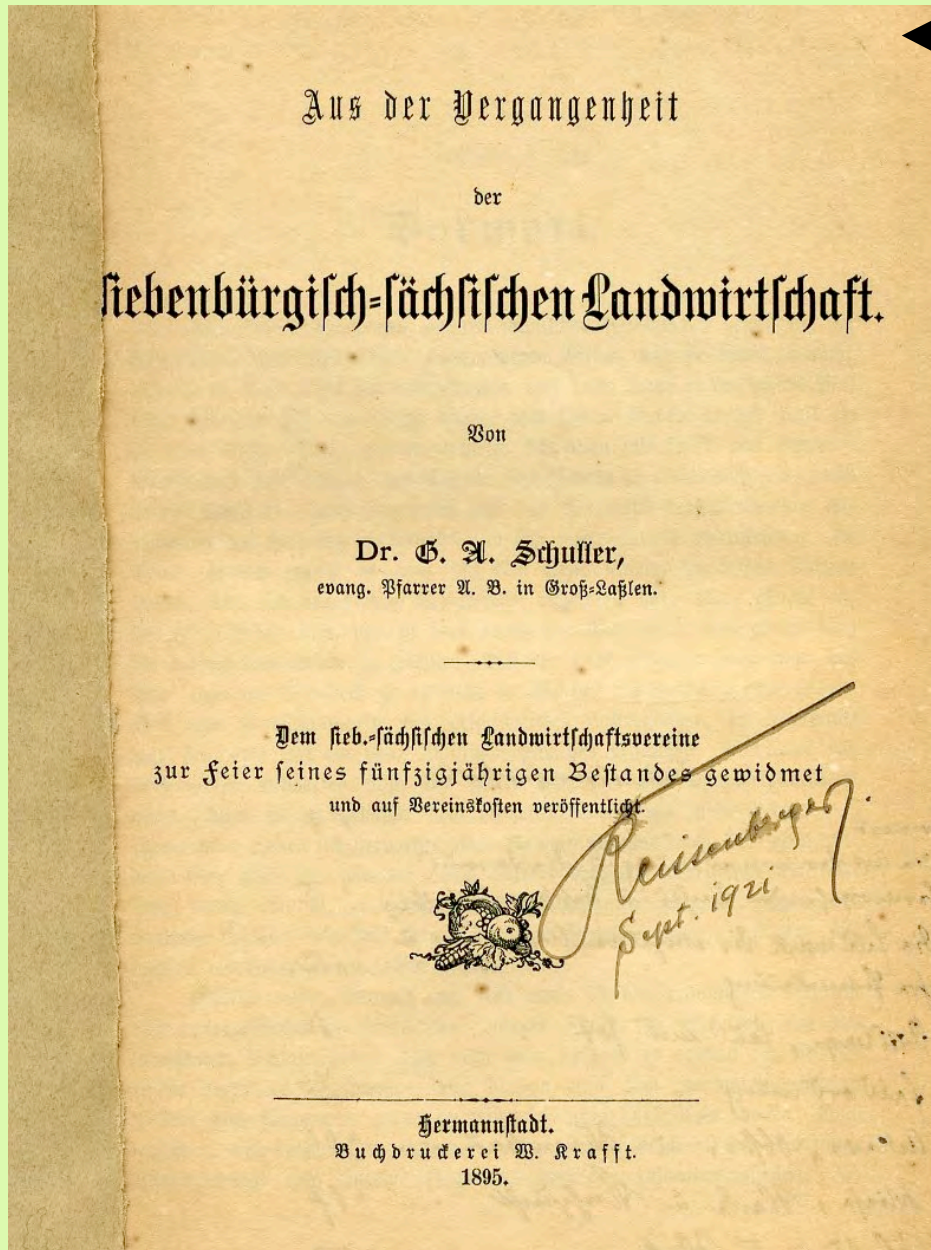 Aus der Vergangenheit
der
siebenbürgisch-sächsischen Landwirtschaft.
Von
Dr. G. A. Schuller,
evang. Pfarrer A. B. in Groß-Laßlen.
Dem sieb.-sächsischen Landwirtschaftsvereine
zur Feier seines fünfzigjährigen Bestandes gewidmet
und auf Vereinskosten veröffentlicht.
Reissenberger
Sept. 1921
Hermannstadt.
Buchdruckerei W. Krafft.
1895.